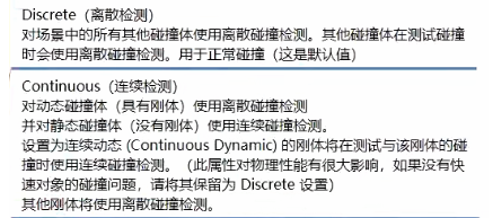 Discrete（离散检测）
对场景中的所有其他碰撞体使用离散碰撞检测。其他碰撞体在测试碰撞
时会使用离散碰撞检测。用于正常碰撞（这是默认值）
Continuous（连续检测）
对动态碰撞体（具有刚体）使用离散碰撞检测
并对静态碰撞体（没有刚体）使用连续碰撞检测。
设置为连续动态 (Continuous Dynamic) 的刚体将在测试与该刚体的碰
撞时使用连续碰撞检测。（此属性对物理性能有很大影响，如果没有快
速对象的碰撞问题，请将其保留为 Discrete 设置）
其他刚体将使用离散碰撞检测。